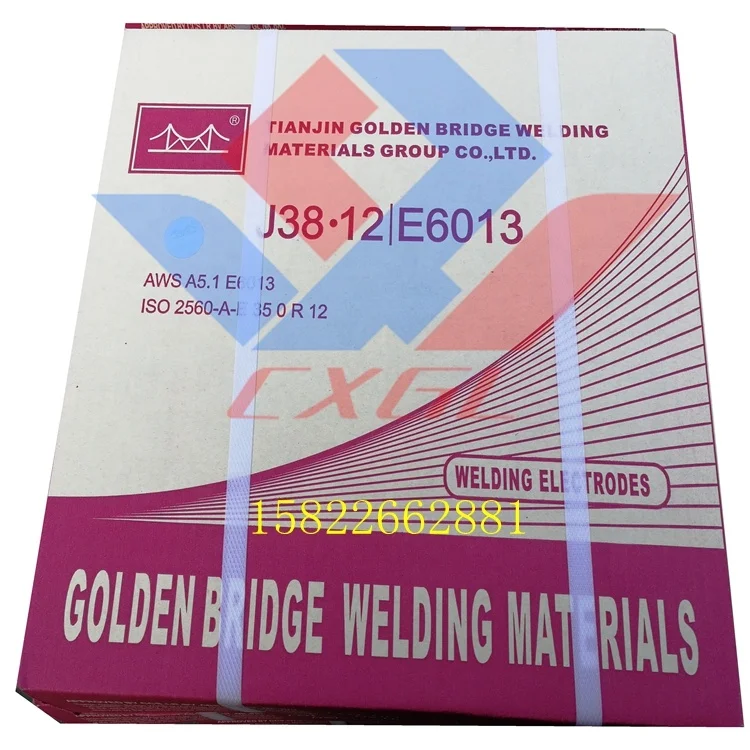 ®
TIANJIN GOLDEN BRIDGE WELDING
MATERIALS GROUP CO.,LTD.
J38·12|E6013
AWS A5.1 E6013
ISO 2560-A-E 35 0 R 12
CXGL
WELDING ELECTRODES
15822662881
GOLDEN BRIDGE WELDING MATERIALS